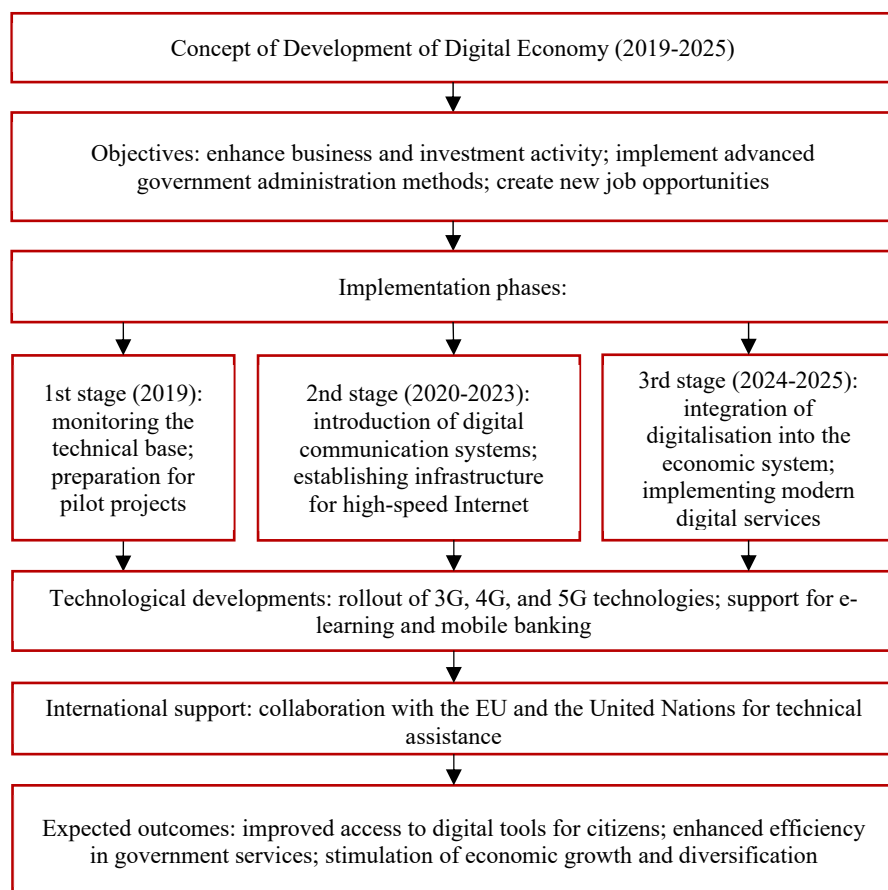 Concept of Development of Digital Economy (2019-2025)
Objectives: enhance business and investment activity; implement advanced
government administration methods; create new job opportunities
Implementation phases:
1st stage (2019):
monitoring the
technical base;
preparation for
pilot projects
2nd stage (2020-2023):
introduction of digital
communication systems;
establishing infrastructure
for high-speed Internet
3rd stage (2024-2025):
integration of
digitalisation into the
economic system;
implementing modern
digital services
Technological developments: rollout of 3G, 4G, and 5G technologies; support for e-
learning and mobile banking
International support: collaboration with the EU and the United Nations for technical
assistance
Expected outcomes: improved access to digital tools for citizens; enhanced efficiency
in government services; stimulation of economic growth and diversification